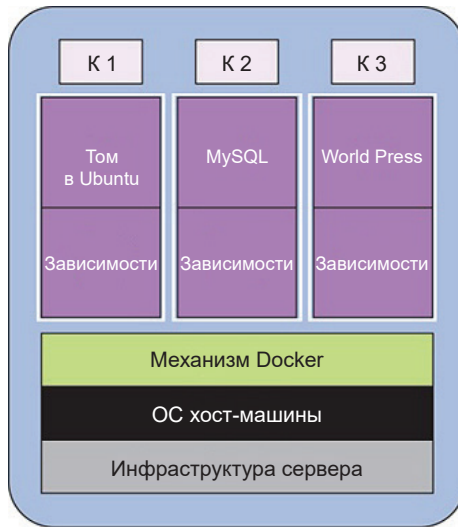 К 1 К 2 К 3
Том
в Ubuntu
MySQL
World Press
Зависимости Зависимости Зависимости
Механизм Docker
ОС хост-машины
Инфраструктура сервера